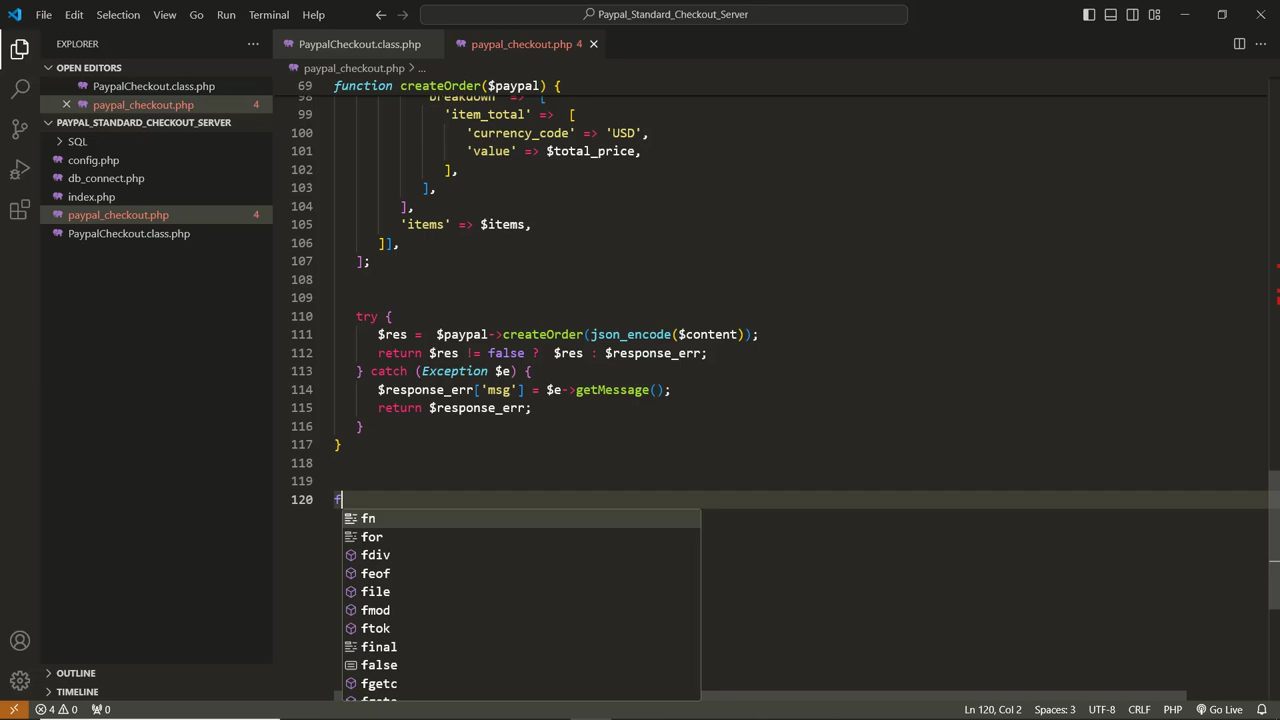 File Edit Selection View Go Run Terminal Help
Paypal_Standard_Checkout_Server
EXPLORER
OPEN EDITORS
PaypalCheckout.class.php
paypal_checkout.php 4
PAYPAL_STANDARD_CHECKOUT_SERVER
SQL
config.php
db_connect.php
index.php
paypal_checkout.php 4
PaypalCheckout.class.php
OUTLINE
TIMELINE
PaypalCheckout.class.php paypal_checkout.php 4
paypal_checkout.php > ...
69 function createOrder($paypal) {
98 'breakdown' => [
99 'item_total' => [
100 'currency_code' => 'USD',
101 'value' => $total_price,
102 ],
103 ],
104 ],
105 'items' => $items,
106 ]],
107 ];
108
109
110 try {
111 $res = $paypal->createOrder(json_encode($content));
112 return $res != false ? $res : $response_err;
113 } catch (Exception $e) {
114 $response_err['msg'] = $e->getMessage();
115 return $response_err;
116 }
117 }
118
119
120 f
fn
for
fdiv
feof
file
fmod
ftok
final
false
fgetc
4 0 0 Ln 120, Col 2 Spaces: 3 UTF-8 CRLF PHP Go Live